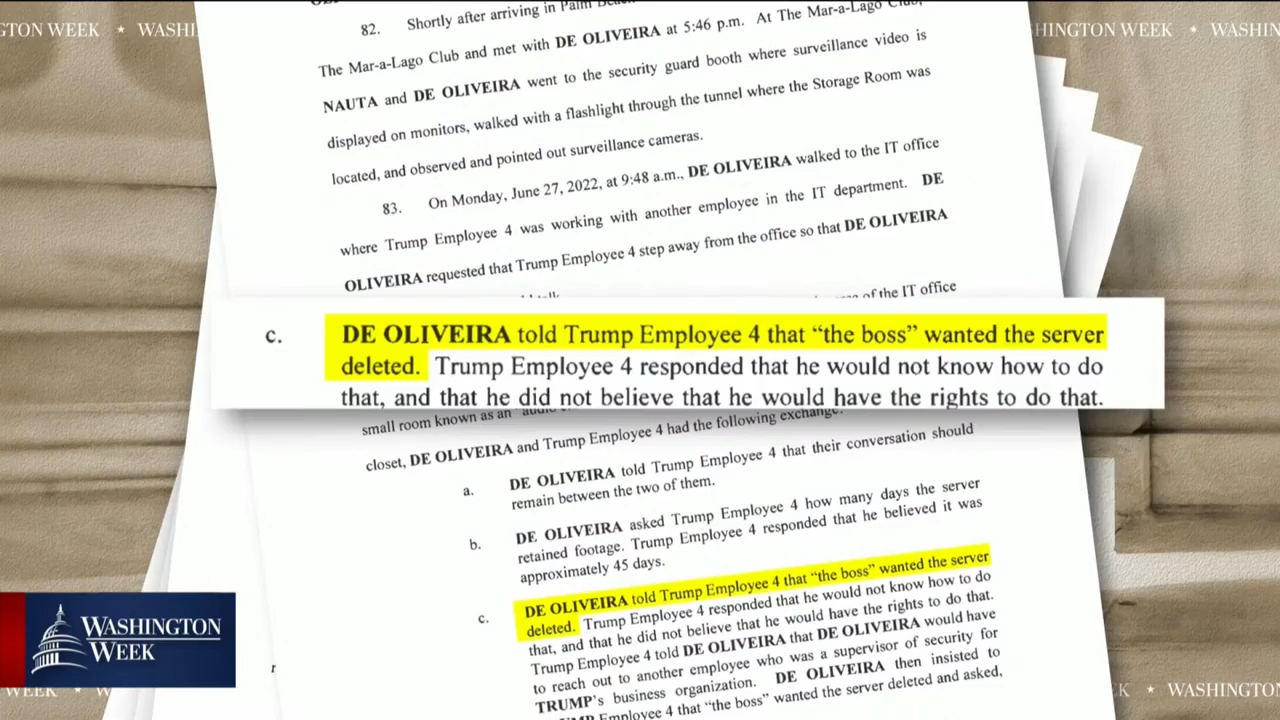 GTON WEEK ★ WASHI
HINGTON WEEK ★ WASHIN
82. Shortly after arriving in Palm Beach
The Mar-a-Lago Club and met with DE OLIVEIRA at 5:46 p.m. At The Mar-a-Lago Club,
NAUTA and DE OLIVEIRA went to the security guard booth where surveillance video is
displayed on monitors, walked with a flashlight through the tunnel where the Storage Room was
located, and observed and pointed out surveillance cameras.
83. On Monday, June 27, 2022, at 9:48 a.m., DE OLIVEIRA walked to the IT office
where Trump Employee 4 was working with another employee in the IT department. DE
OLIVEIRA requested that Trump Employee 4 step away from the office so that DE OLIVEIRA
of the IT office
c. DE OLIVEIRA told Trump Employee 4 that “the boss” wanted the server
deleted. Trump Employee 4 responded that he would not know how to do
that, and that he did not believe that he would have the rights to do that.
small room known as an
closet, DE OLIVEIRA and Trump Employee 4 had the following exchange.
a. DE OLIVEIRA told Trump Employee 4 that their conversation should
remain between the two of them.
b. DE OLIVEIRA asked Trump Employee 4 how many days the server
retained footage. Trump Employee 4 responded that he believed it was
approximately 45 days.
c. DE OLIVEIRA told Trump Employee 4 that “the boss” wanted the server
deleted. Trump Employee 4 responded that he would not know how to do
that, and that he did not believe that he would have the rights to do that.
Trump Employee 4 told DE OLIVEIRA that DE OLIVEIRA would have
to reach out to another employee who was a supervisor of security for
TRUMP's business organization. DE OLIVEIRA then insisted to
Employee 4 that “the boss” wanted the server deleted and asked,
WASHINGTON
WEEK
WEEK ★ W
EK ★ WASHINGTON